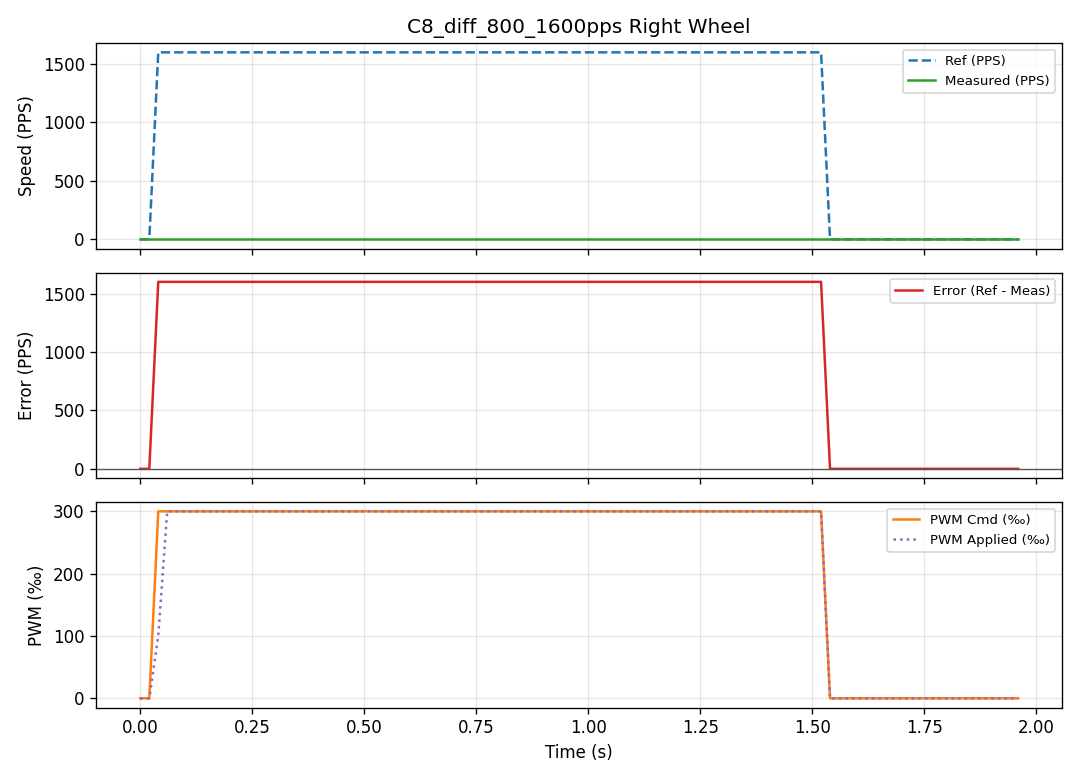 C8_diff_800_1600pps Right Wheel
Speed (PPS)
1500
1000
500
0
Ref (PPS)
Measured (PPS)
Error (PPS)
1500
1000
500
0
Error (Ref - Meas)
PWM (‰)
300
200
100
0
PWM Cmd (‰)
PWM Applied (‰)
0.00 0.25 0.50 0.75 1.00 1.25 1.50 1.75 2.00
Time (s)